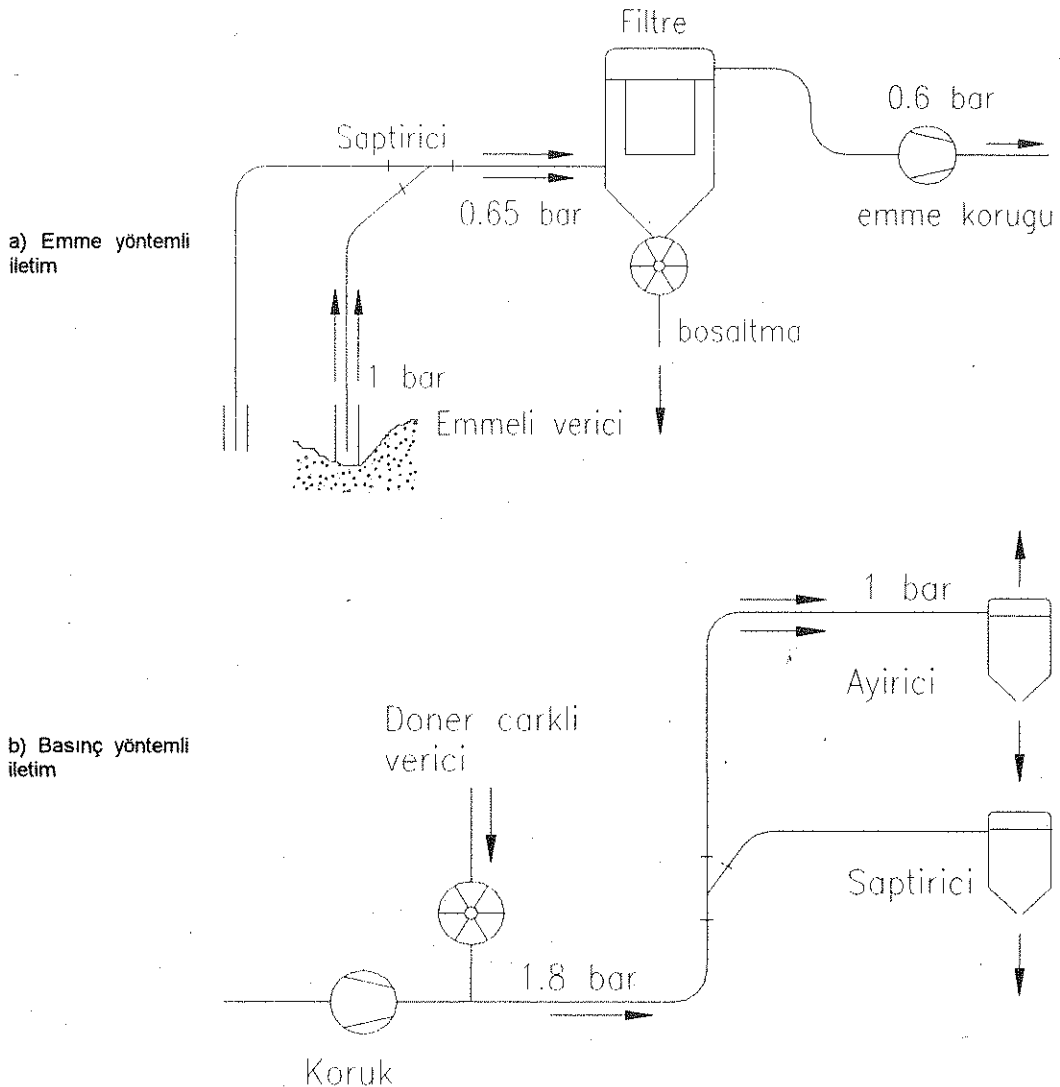 Filtre
0.6 bar
Saptirici
0.65 bar
emme korugu
a) Emme yöntemli
iletim
bosaltma
1 bar
Emmeli verici
1 bar
Ayirici
Doner carkli
verici
b) Basınç yöntemli
iletim
Saptirici
1.8 bar
Koruk